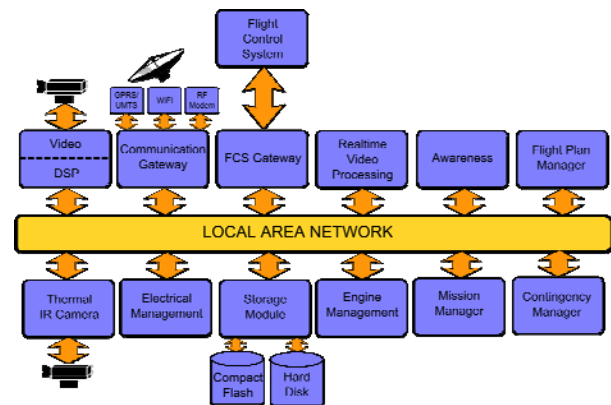 Flight
Control
System
GPRS/
UMTS
WiFi
RF
Modem
Video
DSP
Communication
Gateway
FCS Gateway
Realtime
Video
Processing
Awareness
Flight Plan
Manager
LOCAL AREA NETWORK
Thermal
IR Camera
Electrical
Management
Storage
Module
Engine
Management
Mission
Manager
Contingency
Manager
Compact
Flash
Hard
Disk